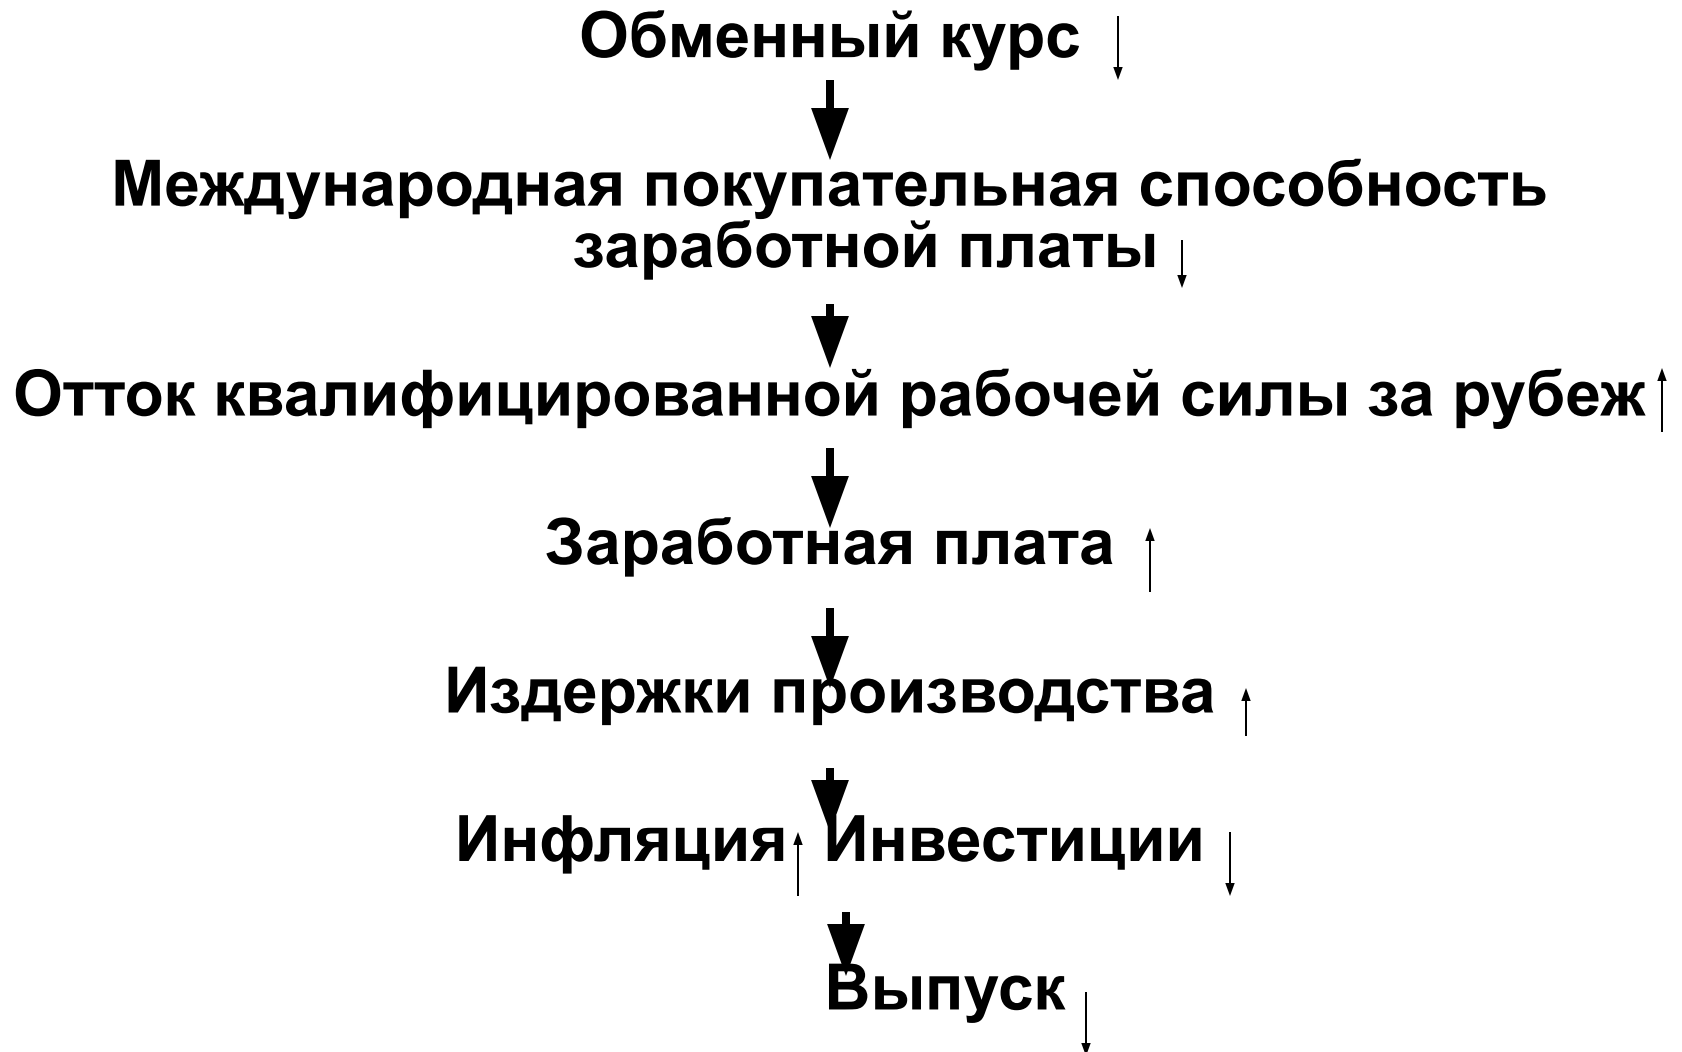 Обменный курс
Международная покупательная способность
заработной платы
Отток квалифицированной рабочей силы за рубеж
Заработная плата
Издержки производства
Инфляция Инвестиции
Выпуск